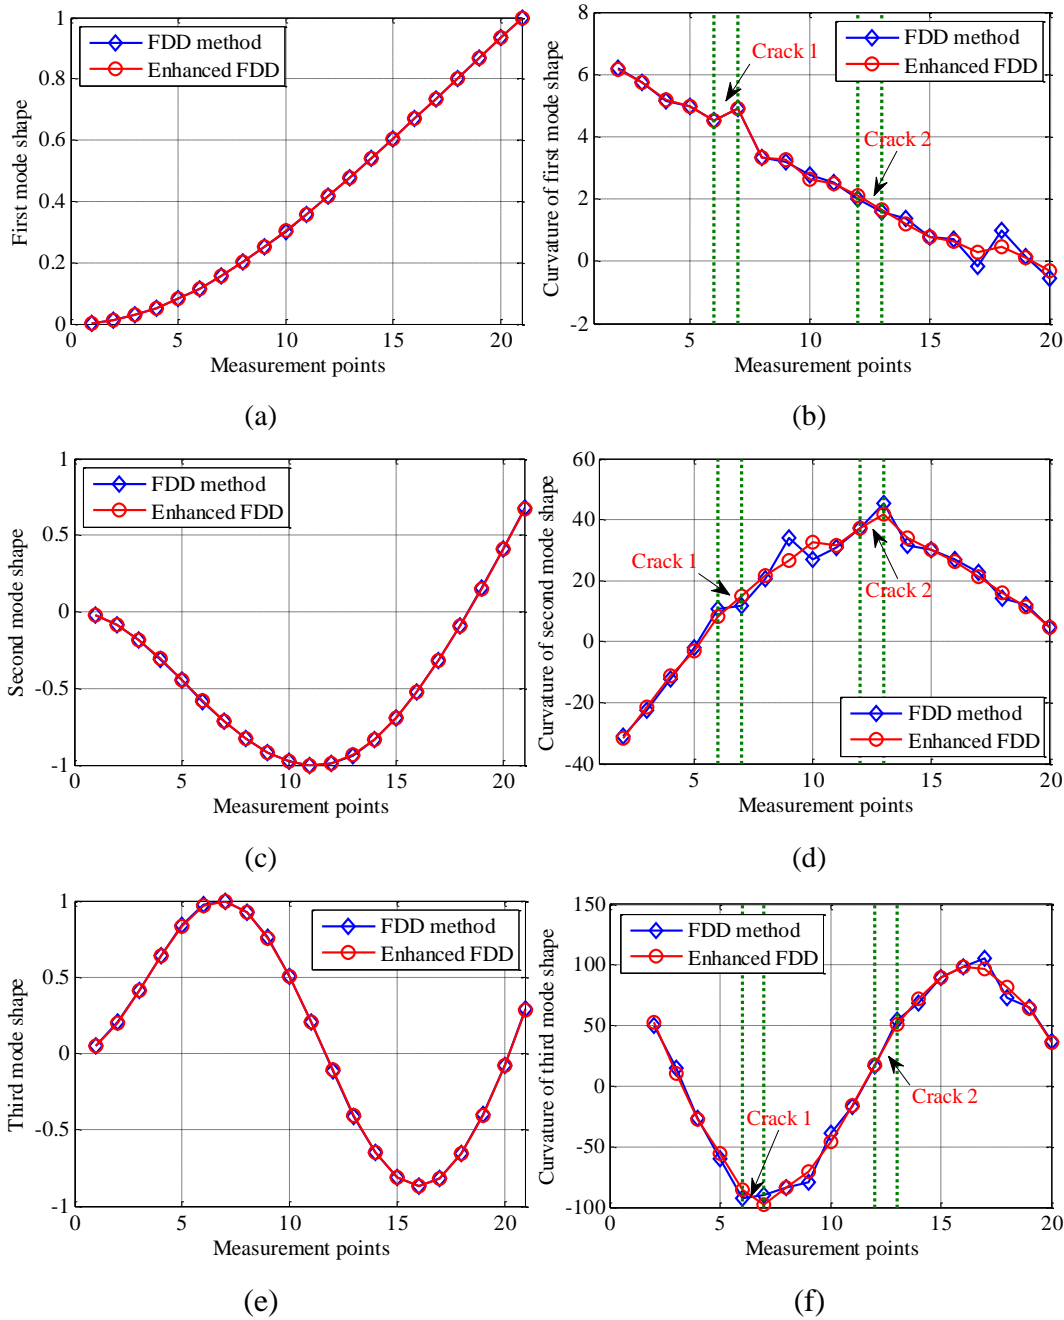 FDD method
Enhanced FDD
First mode shape
1
0.8
0.6
0.4
0.2
0
0 5 10 15 20
Measurement points
(a)
FDD method
Enhanced FDD
Crack 1
Crack 2
Curvature of first mode shape
8
6
4
2
0
-2
5 10 15 20
Measurement points
(b)
FDD method
Enhanced FDD
Second mode shape
1
0.5
0
-0.5
-1
0 5 10 15 20
Measurement points
(c)
Crack 1
Crack 2
FDD method
Enhanced FDD
Curvature of second mode shape
60
40
20
0
-20
-40
5 10 15 20
Measurement points
(d)
FDD method
Enhanced FDD
Third mode shape
1
0.5
0
-0.5
-1
0 5 10 15 20
Measurement points
(e)
FDD method
Enhanced FDD
Crack 1
Crack 2
Curvature of third mode shape
150
100
50
0
-50
-100
0 5 10 15 20
Measurement points
(f)